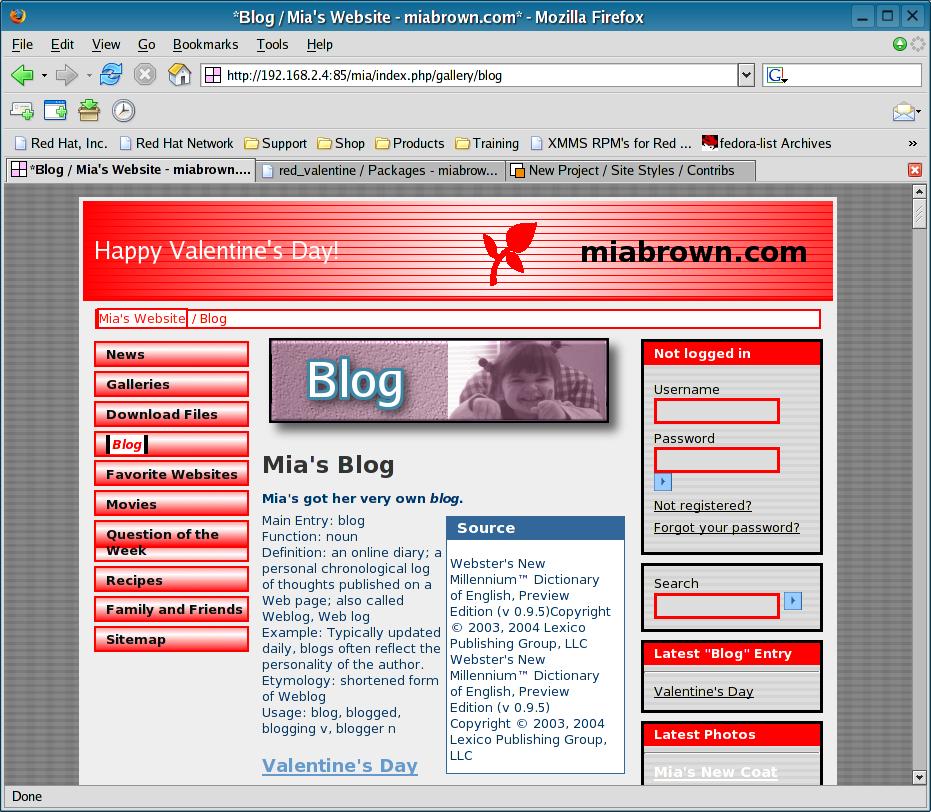 *Blog / Mia's Website - miabrown.com* - Mozilla Firefox
File Edit View Go Bookmarks Tools Help
http://192.168.2.4:85/mia/index.php/gallery/blog
G
Red Hat, Inc. Red Hat Network Support Shop Products Training XMMS RPM's for Red ... fedora-list Archives »
*Blog / Mia's Website - miabrown.... red_valentine / Packages - miabrow... New Project / Site Styles / Contribs
Happy Valentine's Day!
miabrown.com
Mia's Website / Blog
News
Galleries
Download Files
Blog
Favorite Websites
Movies
Question of the
Week
Recipes
Family and Friends
Sitemap
Blog
Mia's Blog
Mia's got her very own blog.
Main Entry: blog
Function: noun
Definition: an online diary; a
personal chronological log
of thoughts published on a
Web page; also called
Weblog, Web log
Example: Typically updated
daily, blogs often reflect the
personality of the author.
Etymology: shortened form
of Weblog
Usage: blog, blogged,
blogging v, blogger n
Source
Webster's New
Millennium™ Dictionary
of English, Preview
Edition (v 0.9.5)Copyright
© 2003, 2004 Lexico
Publishing Group, LLC
Webster's New
Millennium™ Dictionary
of English, Preview
Edition (v 0.9.5)
Copyright © 2003, 2004
Lexico Publishing Group,
LLC
Valentine's Day
Not logged in
Username
Password
Not registered?
Forgot your password?
Search
Latest "Blog" Entry
Valentine's Day
Latest Photos
Mia's New Coat
Done